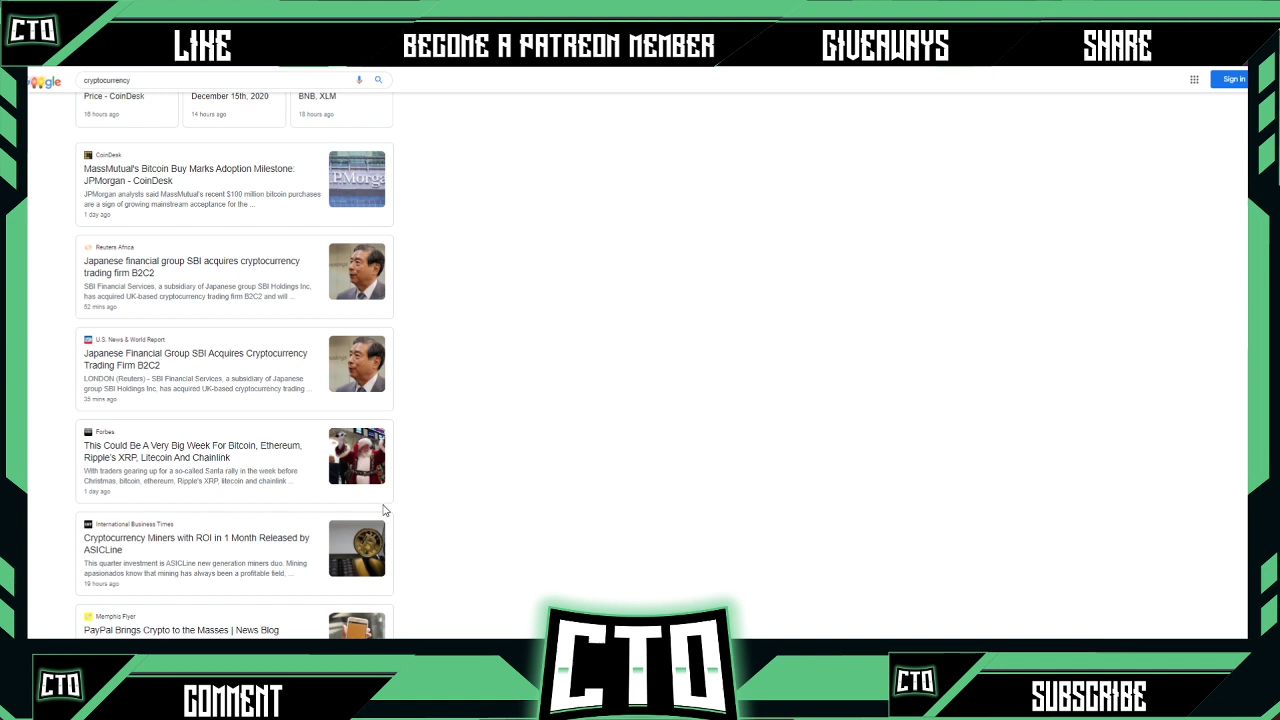 CTO
LIKE
BECOME A PATREON MEMBER
GIVEAWAYS
SHARE
cryptocurrency
Sign in
Price - CoinDesk
16 hours ago
December 15th, 2020
14 hours ago
BNB, XLM
18 hours ago
CoinDesk
MassMutual's Bitcoin Buy Marks Adoption Milestone:
JPMorgan - CoinDesk
JPMorgan analysts said MassMutual's recent $100 million bitcoin purchases
are a sign of growing mainstream acceptance for the ...
1 day ago
Reuters Africa
Japanese financial group SBI acquires cryptocurrency
trading firm B2C2
SBI Financial Services, a subsidiary of Japanese group SBI Holdings Inc,
has acquired UK-based cryptocurrency trading firm B2C2 and will ...
52 mins ago
U.S. News & World Report
Japanese Financial Group SBI Acquires Cryptocurrency
Trading Firm B2C2
LONDON (Reuters) - SBI Financial Services, a subsidiary of Japanese
group SBI Holdings Inc, has acquired UK-based cryptocurrency trading ...
35 mins ago
Forbes
This Could Be A Very Big Week For Bitcoin, Ethereum,
Ripple's XRP, Litecoin And Chainlink
With traders gearing up for a so-called Santa rally in the week before
Christmas, bitcoin, ethereum, Ripple's XRP, litecoin and chainlink ...
1 day ago
International Business Times
Cryptocurrency Miners with ROI in 1 Month Released by
ASICLine
This quarter investment is ASICLine new generation miners duo. Mining
apasionados know that mining has always been a profitable field, ...
19 hours ago
Memphis Flyer
PayPal Brings Crypto to the Masses | News Blog
CTO
COMMENT
CTO
CTO
SUBSCRIBE